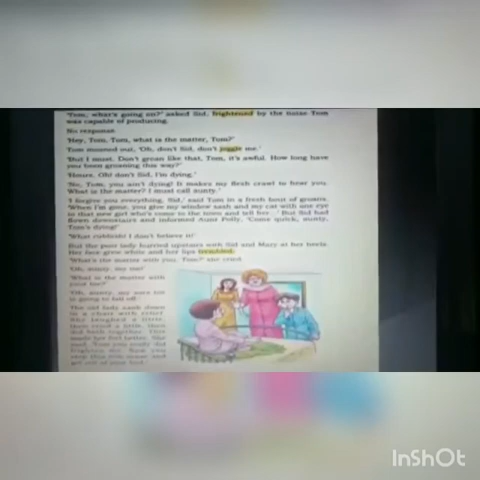 'Tom, what's going on?' asked Sid, frightened by the noise Tom
was capable of producing.
No response.
'Hey, Tom, Tom, what is the matter, Tom?'
Tom moaned out, 'Oh, don't Sid, don't joggle me.'
'But I must. Don't groan like that, Tom, it's awful. How long have
you been groaning this way?'
'Hours. Oh! don't Sid, I'm dying.'
'No, Tom, you ain't dying! It makes my flesh crawl to hear you.
What is the matter? I must call aunty.'
'I forgive you everything, Sid,' said Tom in a fresh bout of groans.
'When I'm gone, you give my window sash and my cat with one eye
to that new girl who's come to the town and tell her...' But Sid had
flown downstairs and informed Aunt Polly, 'Come quick, aunty,
Tom's dying!'
'What rubbish! I don't believe it!'
But the poor lady hurried upstairs with Sid and Mary at her heels.
Her face grew white and her lips trembled.
'What's the matter with you, Tom?' she cried.
'Oh, aunty, my toe!'
'What is the matter with
your toe?'
'Oh, aunty, my sore toe
is going to fall off.'
The old lady sank down
in a chair with relief.
She laughed a little,
then cried a little, then
did both together. This
made her feel better. She
said, 'Tom you really did
frighten me. Now you
stop this
get out of your bed.'
InShOt